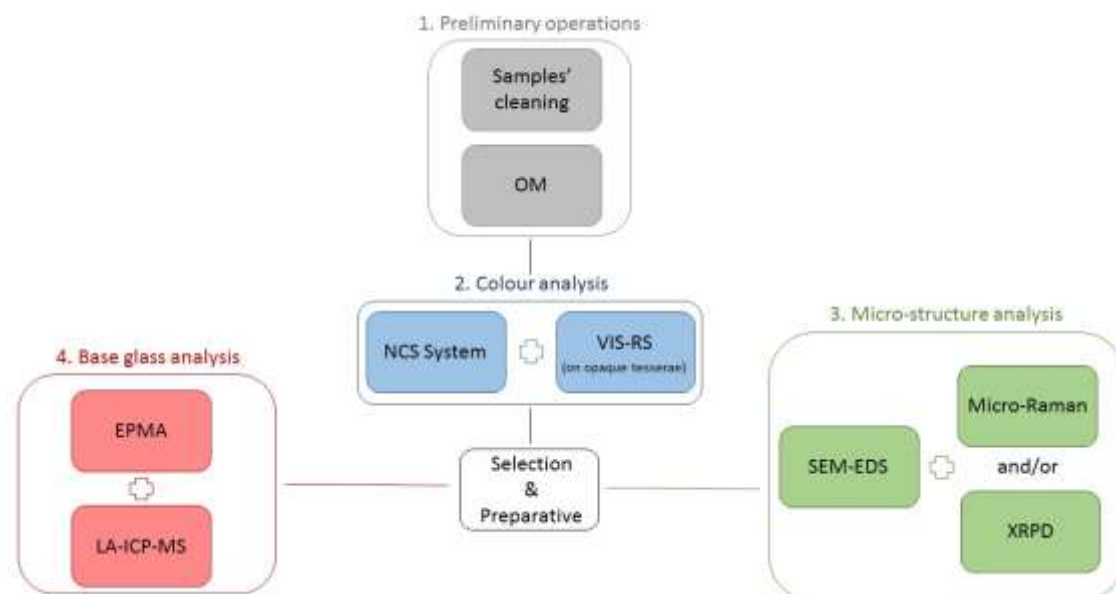 1. Preliminary operations
Samples'
cleaning
OM
2. Colour analysis
NCS System
VIS-RS
(on opaque tesserae)
3. Micro-structure analysis
SEM-EDS
Micro-Raman
and/or
XRPD
4. Base glass analysis
EPMA
LA-ICP-MS
Selection
&
Preparative